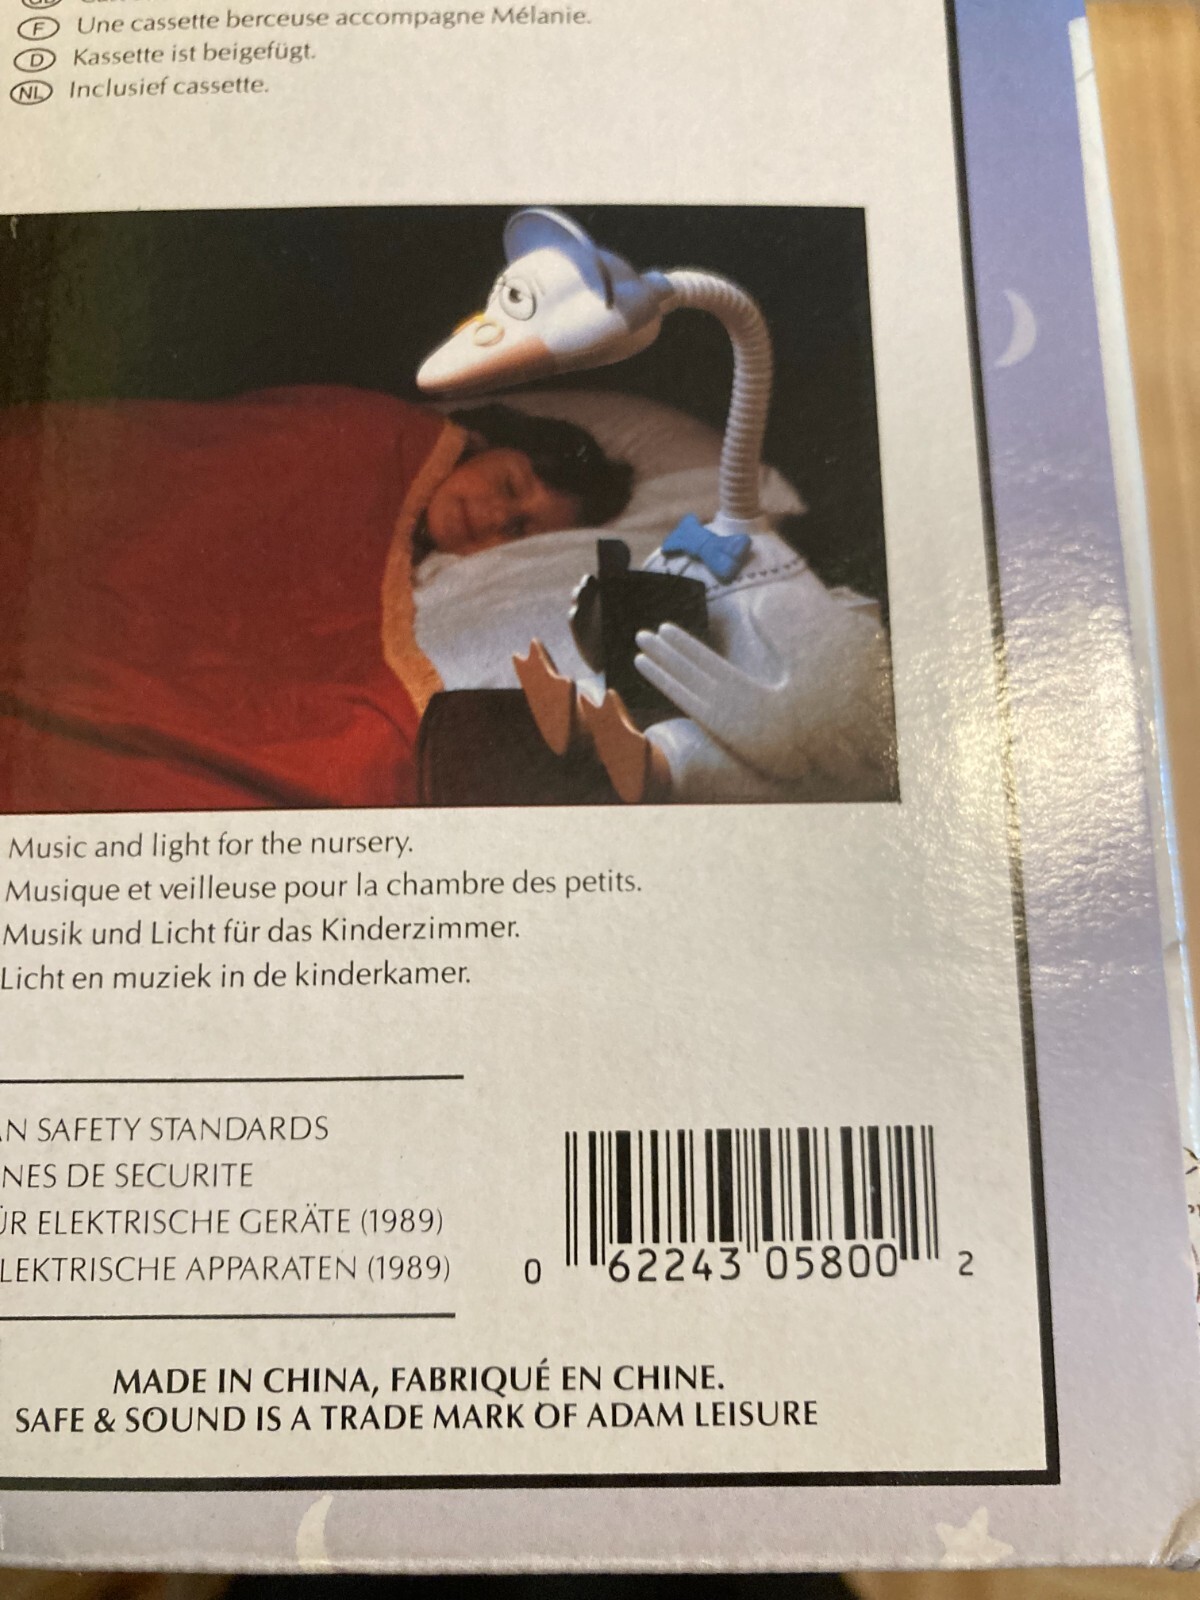 F Une cassette berceuse accompagne Mélanie.
D Kassette ist beigefügt.
NL Inclusief cassette.
Music and light for the nursery.
Musique et veilleuse pour la chambre des petits.
Musik und Licht für das Kinderzimmer.
Licht en muziek in de kinderkamer.
AN SAFETY STANDARDS
NES DE SECURITE
ÜR ELEKTRISCHE GERÄTE (1989)
LEKTRISCHE APPARATEN (1989)
0 62243 05800 2
MADE IN CHINA, FABRIQUÉ EN CHINE.
SAFE & SOUND IS A TRADE MARK OF ADAM LEISURE